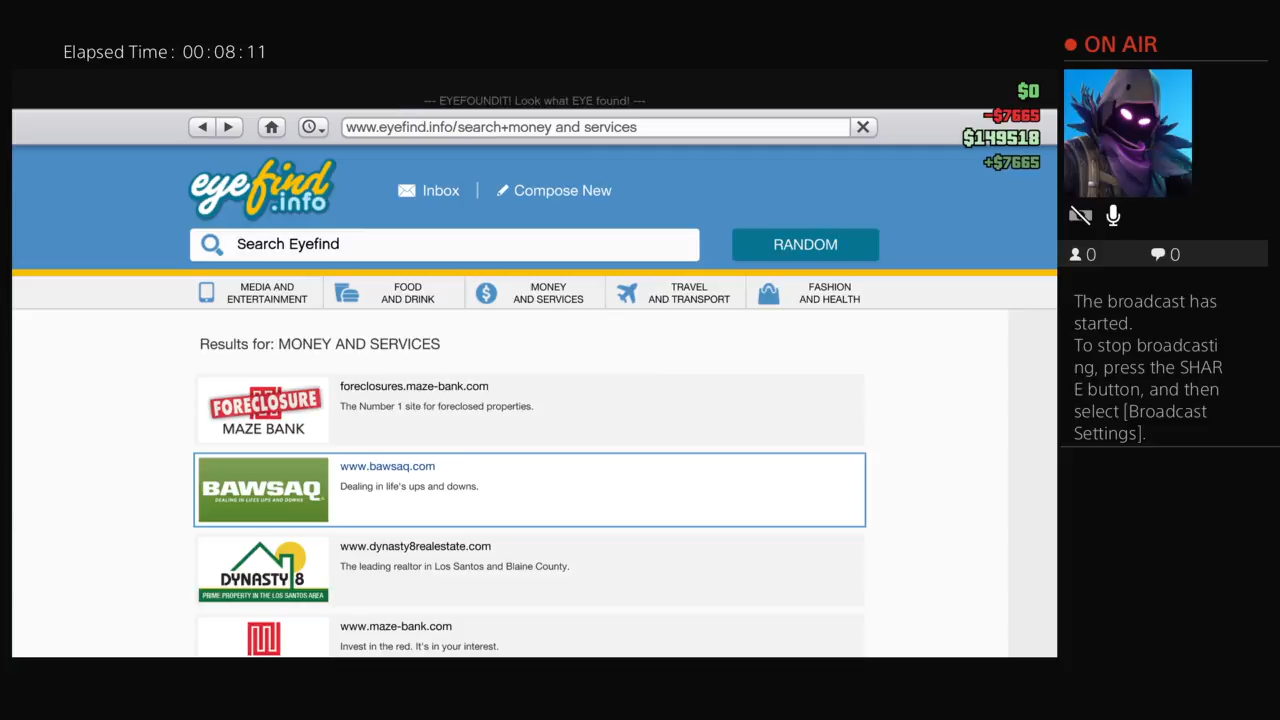 Elapsed Time: 00:08:11
ON AIR
--- EYEFOUNDIT! Look what EYE found! ---
$0
-$7665
www.eyefind.info/search+money and services
$149518
+$7665
eyefind
.info
Inbox
Compose New
Search Eyefind
RANDOM
0
0
MEDIA AND
ENTERTAINMENT
FOOD
AND DRINK
MONEY
AND SERVICES
TRAVEL
AND TRANSPORT
FASHION
AND HEALTH
The broadcast has
started.
To stop broadcasti
ng, press the SHAR
E button, and then
select [Broadcast
Settings].
Results for: MONEY AND SERVICES
FORECLOSURE
MAZE BANK
foreclosures.maze-bank.com
The Number 1 site for foreclosed properties.
BAWSAQ
DEALING IN LIFE'S UPS AND DOWNS
www.bawsaq.com
Dealing in life's ups and downs.
DYNASTY 8
PRIME PROPERTY IN THE LOS SANTOS AREA
www.dynasty8realestate.com
The leading realtor in Los Santos and Blaine County.
www.maze-bank.com
Invest in the red. It's in your interest.